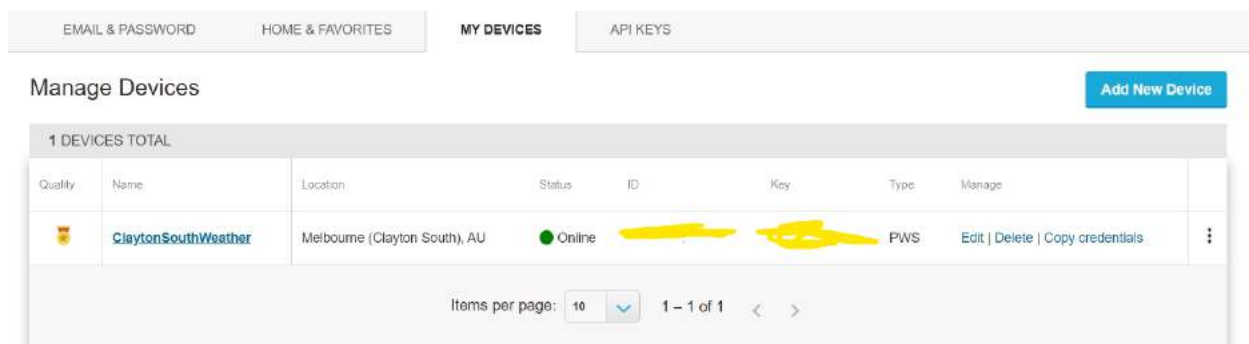 EMAIL & PASSWORD HOME & FAVORITES MY DEVICES API KEYS
Manage Devices Add New Device
1 DEVICES TOTAL
Quality Name Location Status ID Key Type Manage
ClaytonSouthWeather Melbourne (Clayton South), AU Online PWS Edit | Delete | Copy credentials
Items per page: 10 1 – 1 of 1